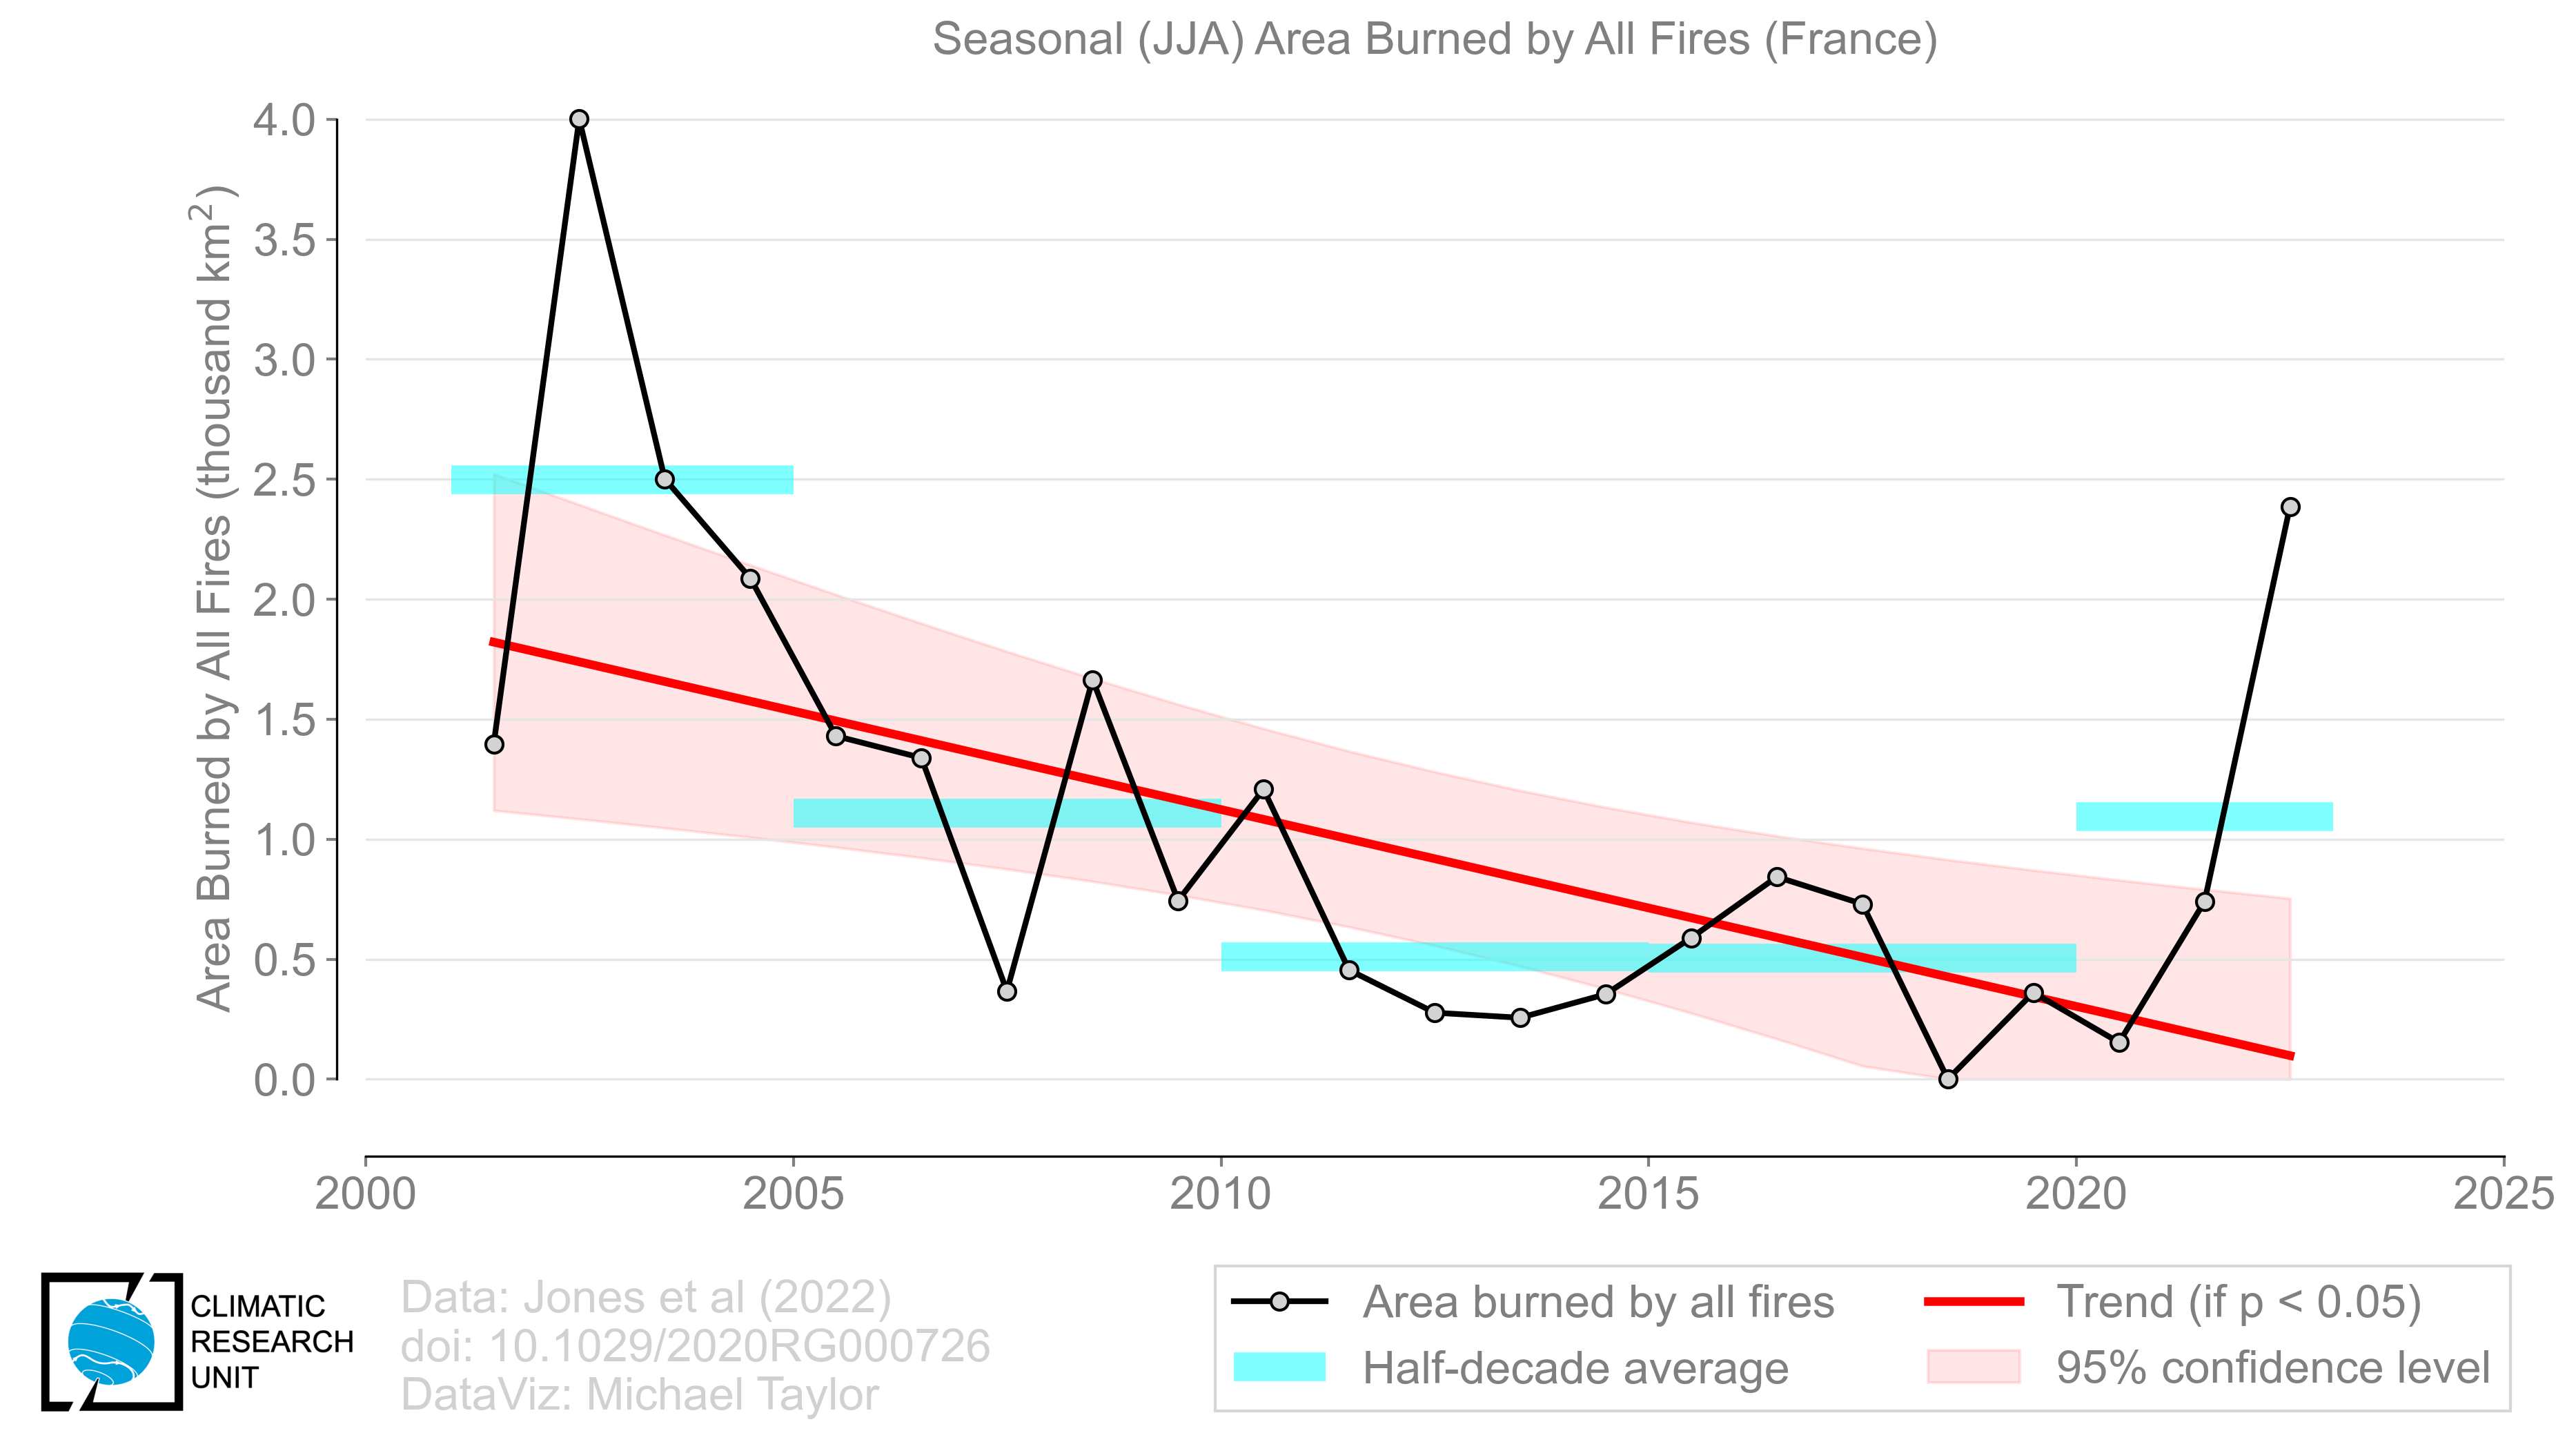 Seasonal (JJA) Area Burned by All Fires (France)
Area Burned by All Fires (thousand km²)
4.0
3.5
3.0
2.5
2.0
1.5
1.0
0.5
0.0
2000 2005 2010 2015 2020 2025
CLIMATIC
RESEARCH
UNIT
Data: Jones et al (2022)
doi: 10.1029/2020RG000726
DataViz: Michael Taylor
Area burned by all fires
Half-decade average
Trend (if p < 0.05)
95% confidence level